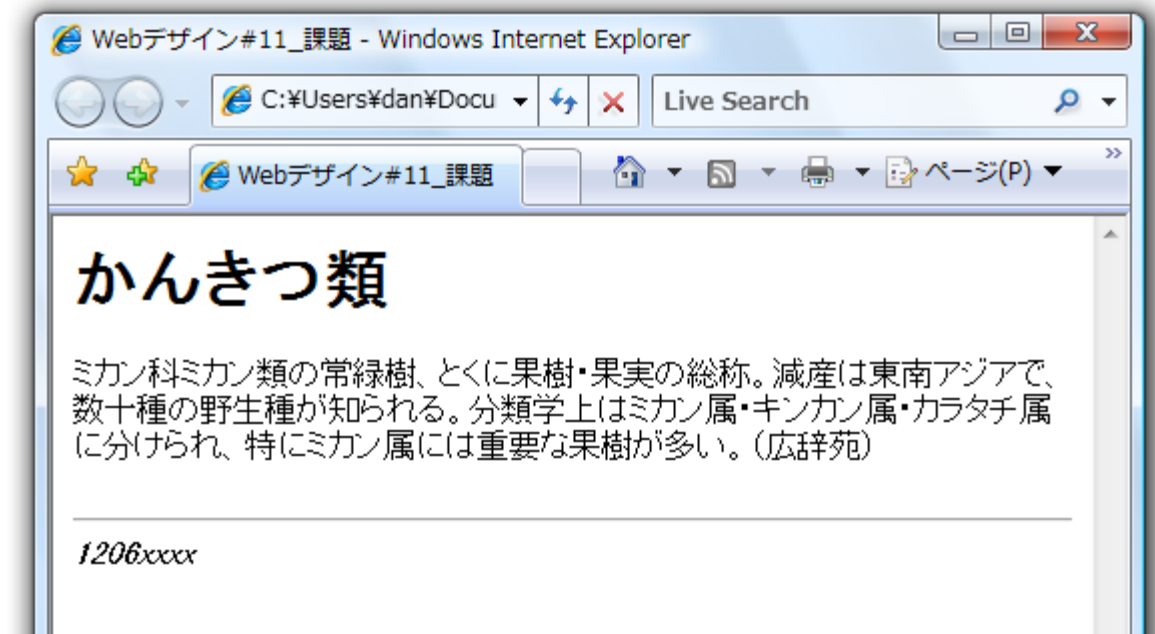 Webデザイン#11_課題 - Windows Internet Explorer
C:¥Users¥dan¥Docu
Live Search
Webデザイン#11_課題
ページ(P)
かんきつ類
ミカン科ミカン類の常緑樹、とくに果樹・果実の総称。減産は東南アジアで、
数十種の野生種が知られる。分類学上はミカン属・キンカン属・カラタチ属
に分けられ、特にミカン属には重要な果樹が多い。（広辞苑）
1206xxxx